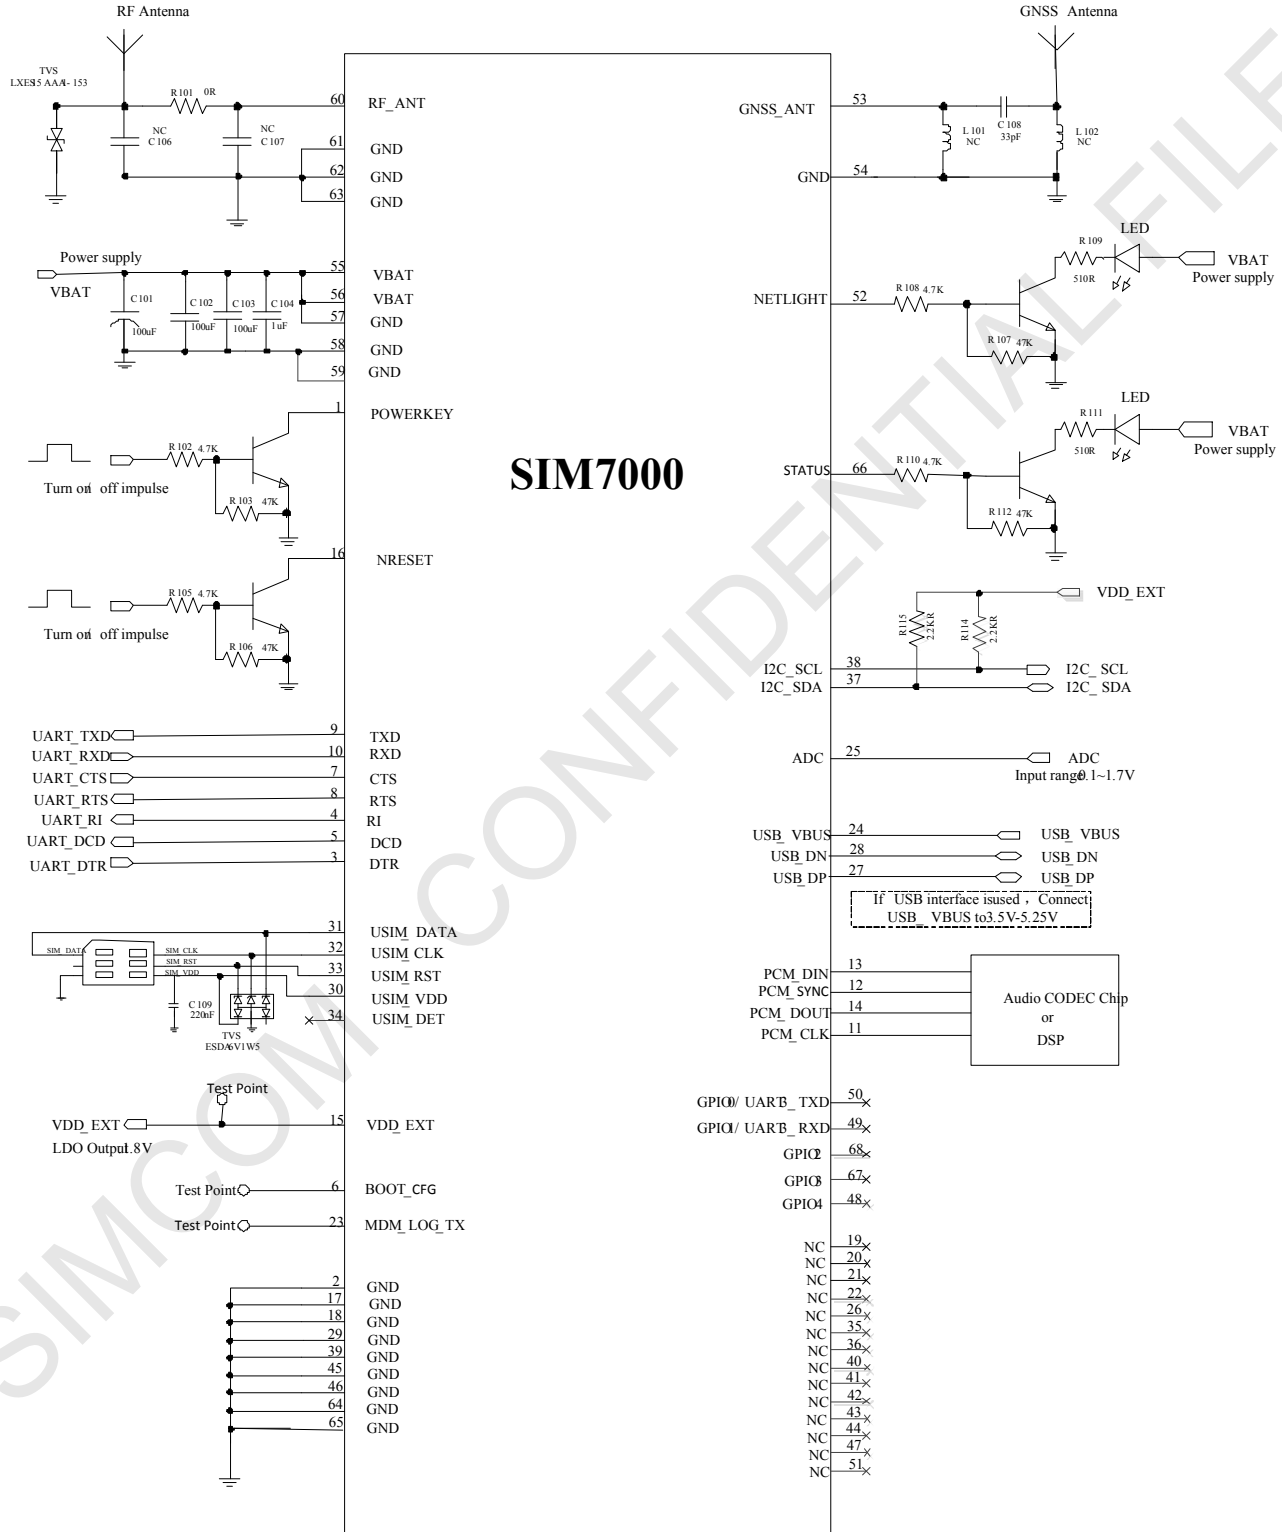 RF Antenna
GNSS Antenna
TVS
LXES15 AAA1- 153
R101 0R
60
RF_ANT
NC
C106
NC
C107
61
GND
62
GND
63
GND
GNSS_ANT
53
C108
33pF
L101
NC
L102
NC
GND
54
Power supply
VBAT
55
VBAT
56
VBAT
57
GND
58
GND
59
GND
C101
100uF
C102
100uF
C103
100uF
C104
1uF
LED
R109
510R
VBAT
Power supply
NETLIGHT
52
R108 4.7K
R107 47K
1
POWERKEY
R102 4.7K
Turn on/ off impulse
R103 47K
SIM7000
LED
R111
510R
VBAT
Power supply
STATUS
66
R110 4.7K
R112 47K
16
NRESET
R105 4.7K
Turn on/ off impulse
R106 47K
VDD_EXT
R115
2.2KR
R114
2.2KR
I2C_SCL
38
I2C_SCL
I2C_SDA
37
I2C_SDA
UART_TXD
9
TXD
UART_RXD
10
RXD
UART_CTS
7
CTS
UART_RTS
8
RTS
UART_RI
4
RI
UART_DCD
5
DCD
UART_DTR
3
DTR
ADC
25
ADC
Input range0.1~1.7V
USB_VBUS
24
USB_VBUS
USB_DN
28
USB_DN
USB_DP
27
USB_DP
If USB interface isused , Connect
USB_ VBUS to3.5V-5.25V
31
USIM_DATA
32
USIM_CLK
33
USIM_RST
30
USIM_VDD
34
USIM_DET
SIM_DATA
SIM_CLK
SIM_RST
SIM_VDD
C109
220nF
TVS
ESDA6V1W5
PCM_DIN
13
PCM_SYNC
12
PCM_DOUT
14
PCM_CLK
11
Audio CODEC Chip
or
DSP
Test Point
VDD_EXT
15
VDD_EXT
LDO Output1.8V
Test Point
6
BOOT_CFG
Test Point
23
MDM_LOG_TX
GPIO0/ UART3_TXD
50
GPIO1/ UART3_RXD
49
GPIO2
68
GPIO3
67
GPIO4
48
2
GND
17
GND
18
GND
29
GND
39
GND
45
GND
46
GND
64
GND
65
GND
NC
19
NC
20
NC
21
NC
22
NC
26
NC
35
NC
36
NC
40
NC
41
NC
42
NC
43
NC
44
NC
47
NC
51
SIMCOM CONFIDENTIAL FILE